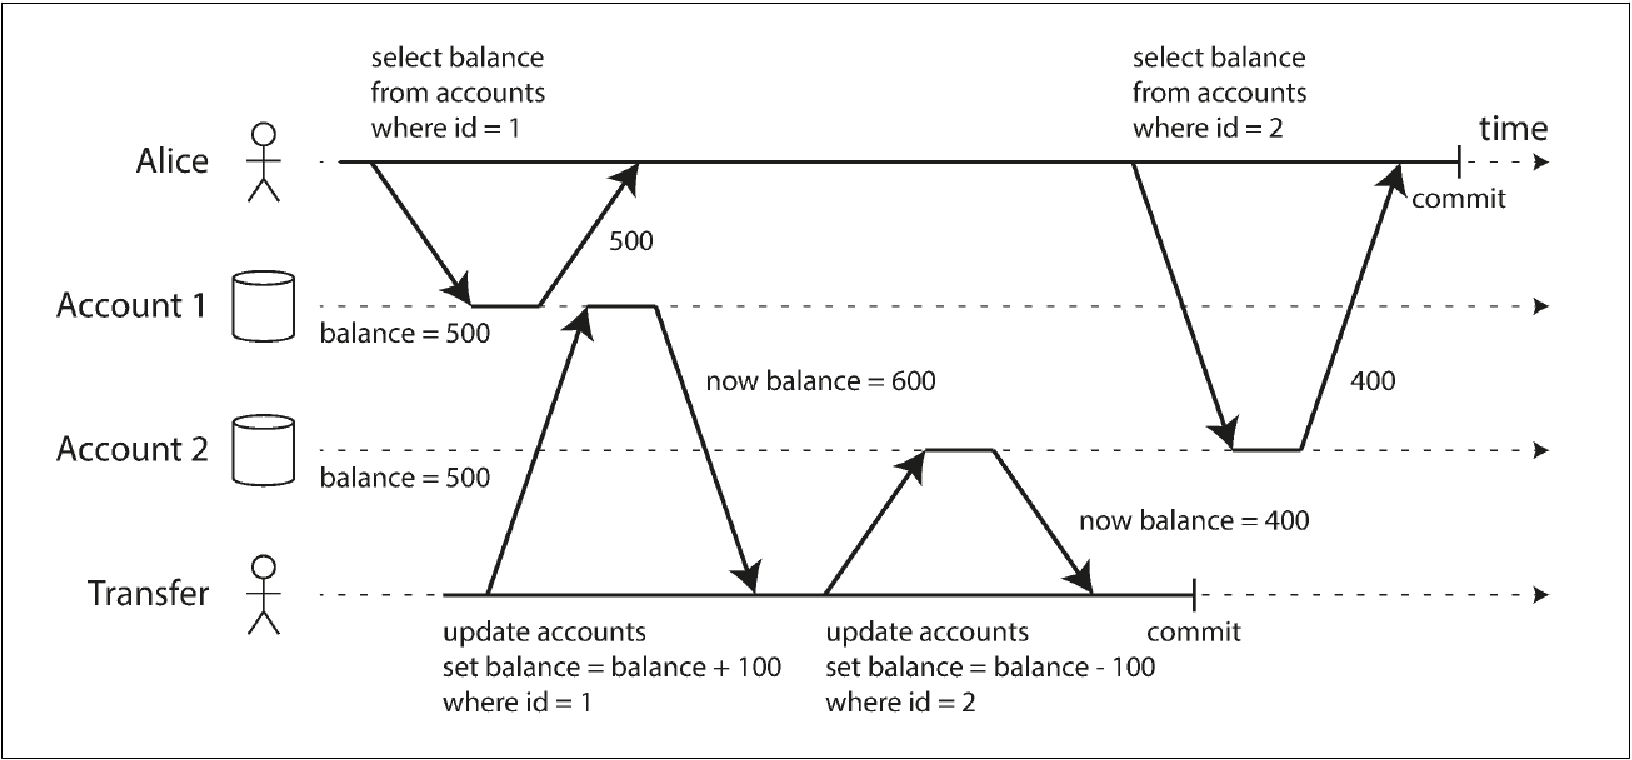 select balance
from accounts
where id = 1
select balance
from accounts
where id = 2
time
Alice
commit
500
Account 1
balance = 500
now balance = 600
400
Account 2
balance = 500
now balance = 400
Transfer
update accounts
set balance = balance + 100
where id = 1
update accounts
set balance = balance - 100
where id = 2
commit